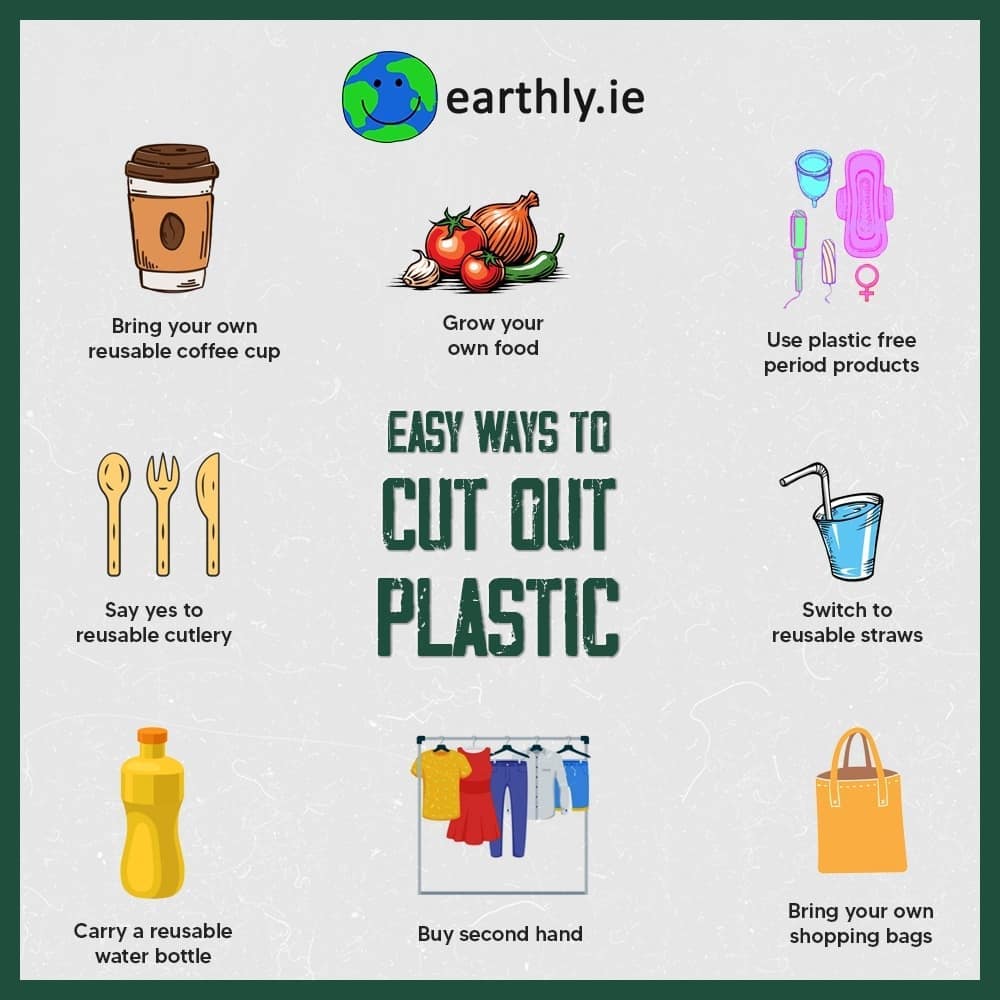 earthly.ie
Bring your own
reusable coffee cup
Grow your
own food
Use plastic free
period products
EASY WAYS TO
CUT OUT
PLASTIC
Say yes to
reusable cutlery
Switch to
reusable straws
Carry a reusable
water bottle
Buy second hand
Bring your own
shopping bags